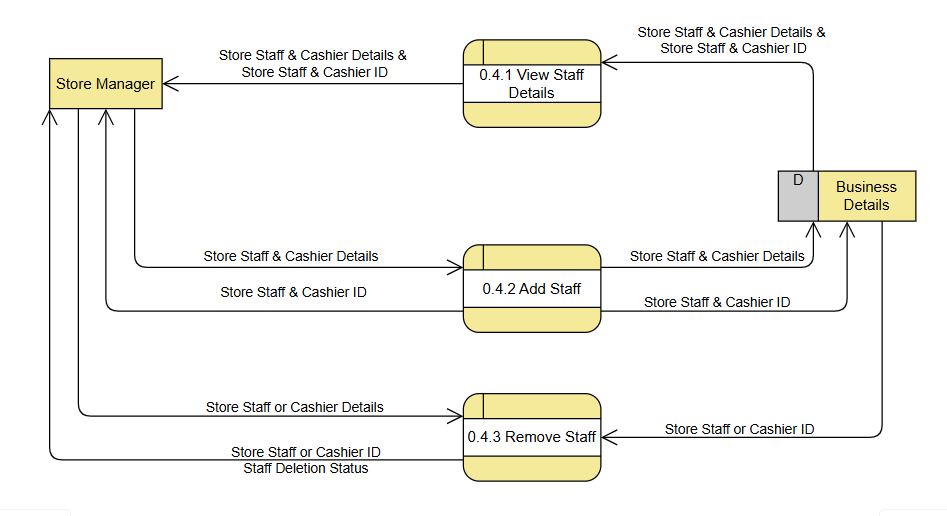 Store Staff & Cashier Details &
Store Staff & Cashier ID
Store Staff & Cashier Details &
Store Staff & Cashier ID
Store Manager
0.4.1 View Staff
Details
D
Business
Details
Store Staff & Cashier Details
0.4.2 Add Staff
Store Staff & Cashier Details
Store Staff & Cashier ID
Store Staff & Cashier ID
Store Staff or Cashier Details
0.4.3 Remove Staff
Store Staff or Cashier ID
Store Staff or Cashier ID
Staff Deletion Status